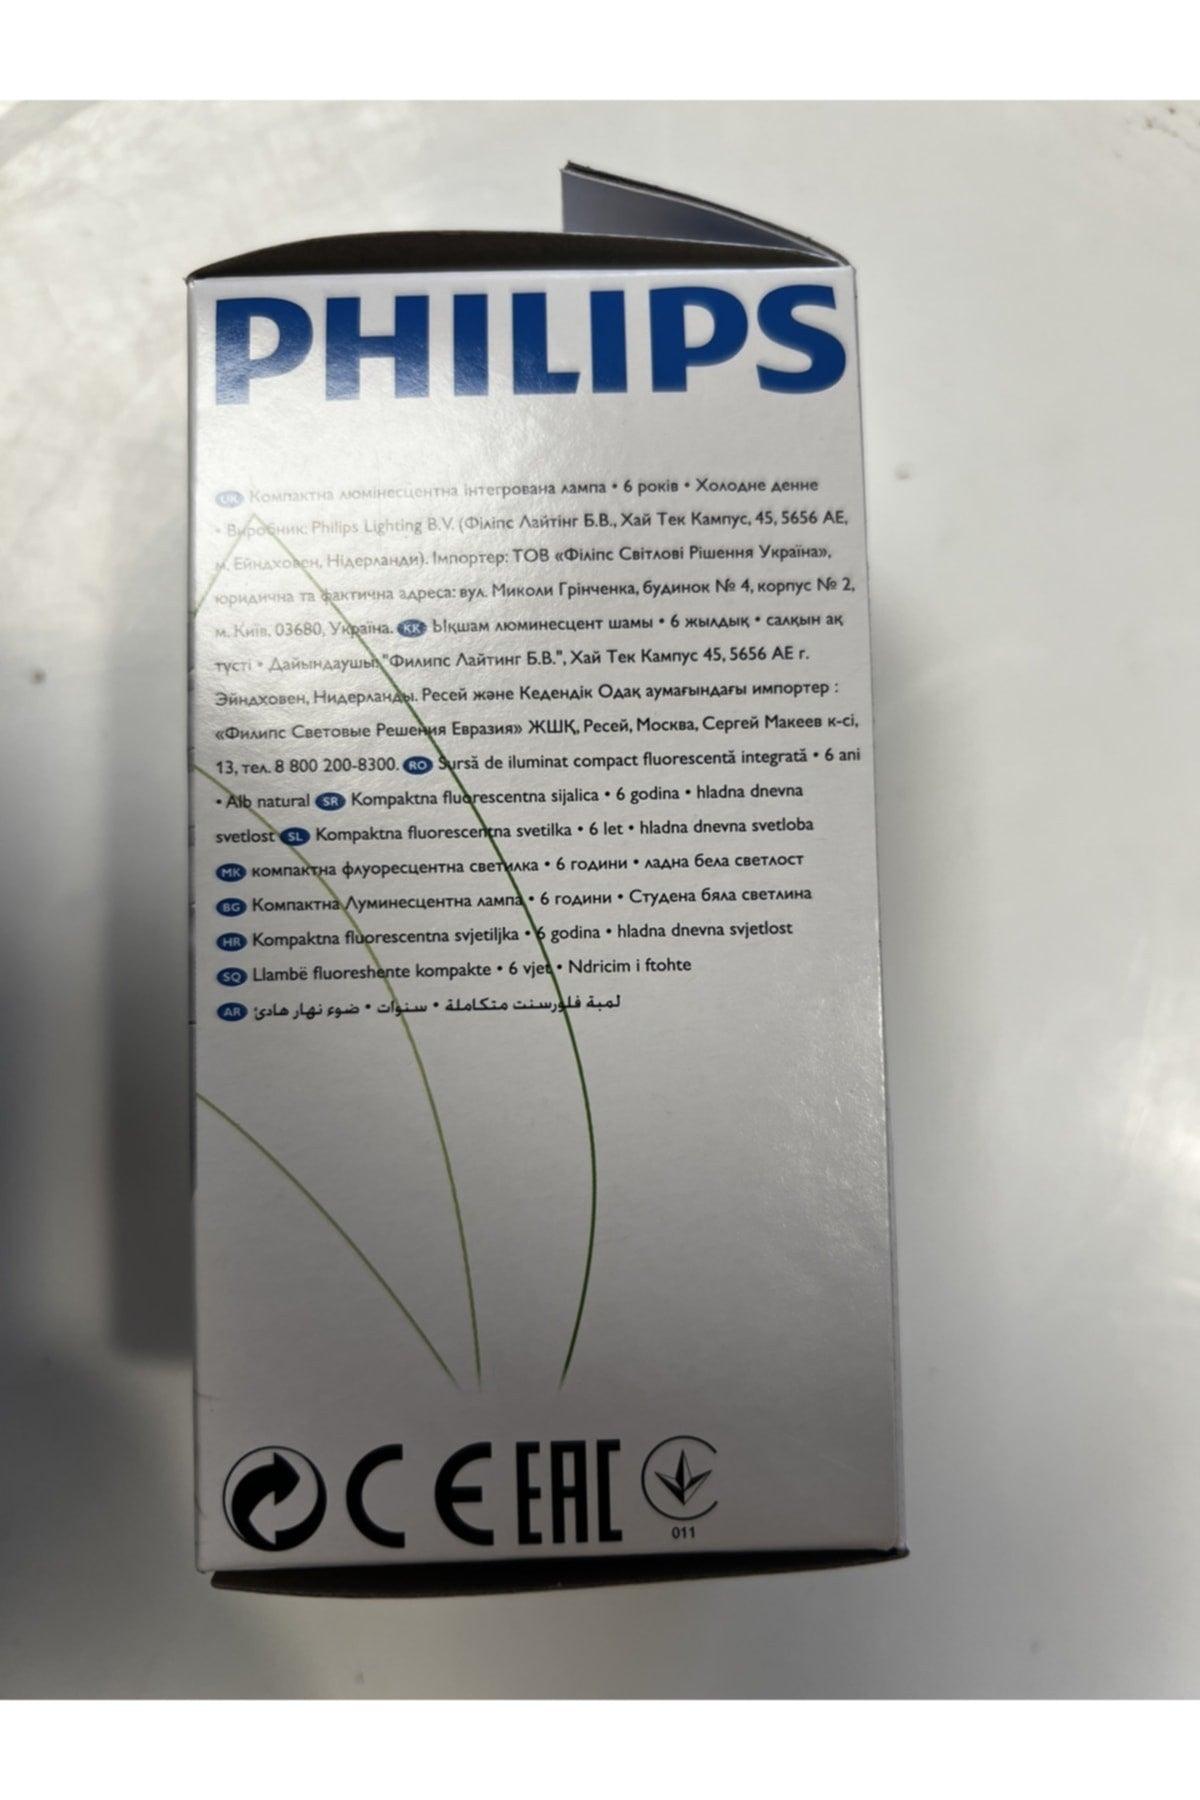 PHILIPS
UK Компактна люмінесцентна інтегрована лампа • 6 років • Холодне денне
• Виробник: Philips Lighting B.V. (Філіпс Лайтінг Б.В., Хай Тек Кампус, 45, 5656 АЕ,
м. Ейндховен, Нідерланди). Імпортер: ТОВ «Філіпс Світлові Рішення Україна»,
юридична та фактична адреса: вул. Миколи Грінченка, будинок № 4, корпус № 2,
м. Київ, 03680, Україна. KK Ықшам люминесцент шамы • 6 жылдық • салқын ақ
түсті • Дайындаушы: "Филипс Лайтинг Б.В.", Хай Тек Кампус 45, 5656 АЕ г.
Эйндховен, Нидерланды. Ресей және Кедендік Одақ аумағындағы импортер :
«Филипс Световые Решения Евразия» ЖШҚ, Ресей, Москва, Сергей Макеев к-сі,
13, тел. 8 800 200-8300. RO Sursă de iluminat compact fluorescentă integrată • 6 ani
• Alb natural SR Kompaktna fluorescentna sijalica • 6 godina • hladna dnevna
svetlost SL Kompaktna fluorescentna svetilka • 6 let • hladna dnevna svetloba
MK компактна флуоресцентна светилка • 6 години • ладна бела светлост
BG Компактна Луминесцентна лампа • 6 години • Студена бяла светлина
HR Kompaktna fluorescentna svjetiljka • 6 godina • hladna dnevna svjetlost
SQ Llambë fluoreshente kompakte • 6 vjet • Ndricim i ftohte
AR لمبة فلورسنت متكاملة • سنوات • ضوء نهار هادئ
CE EAC
011